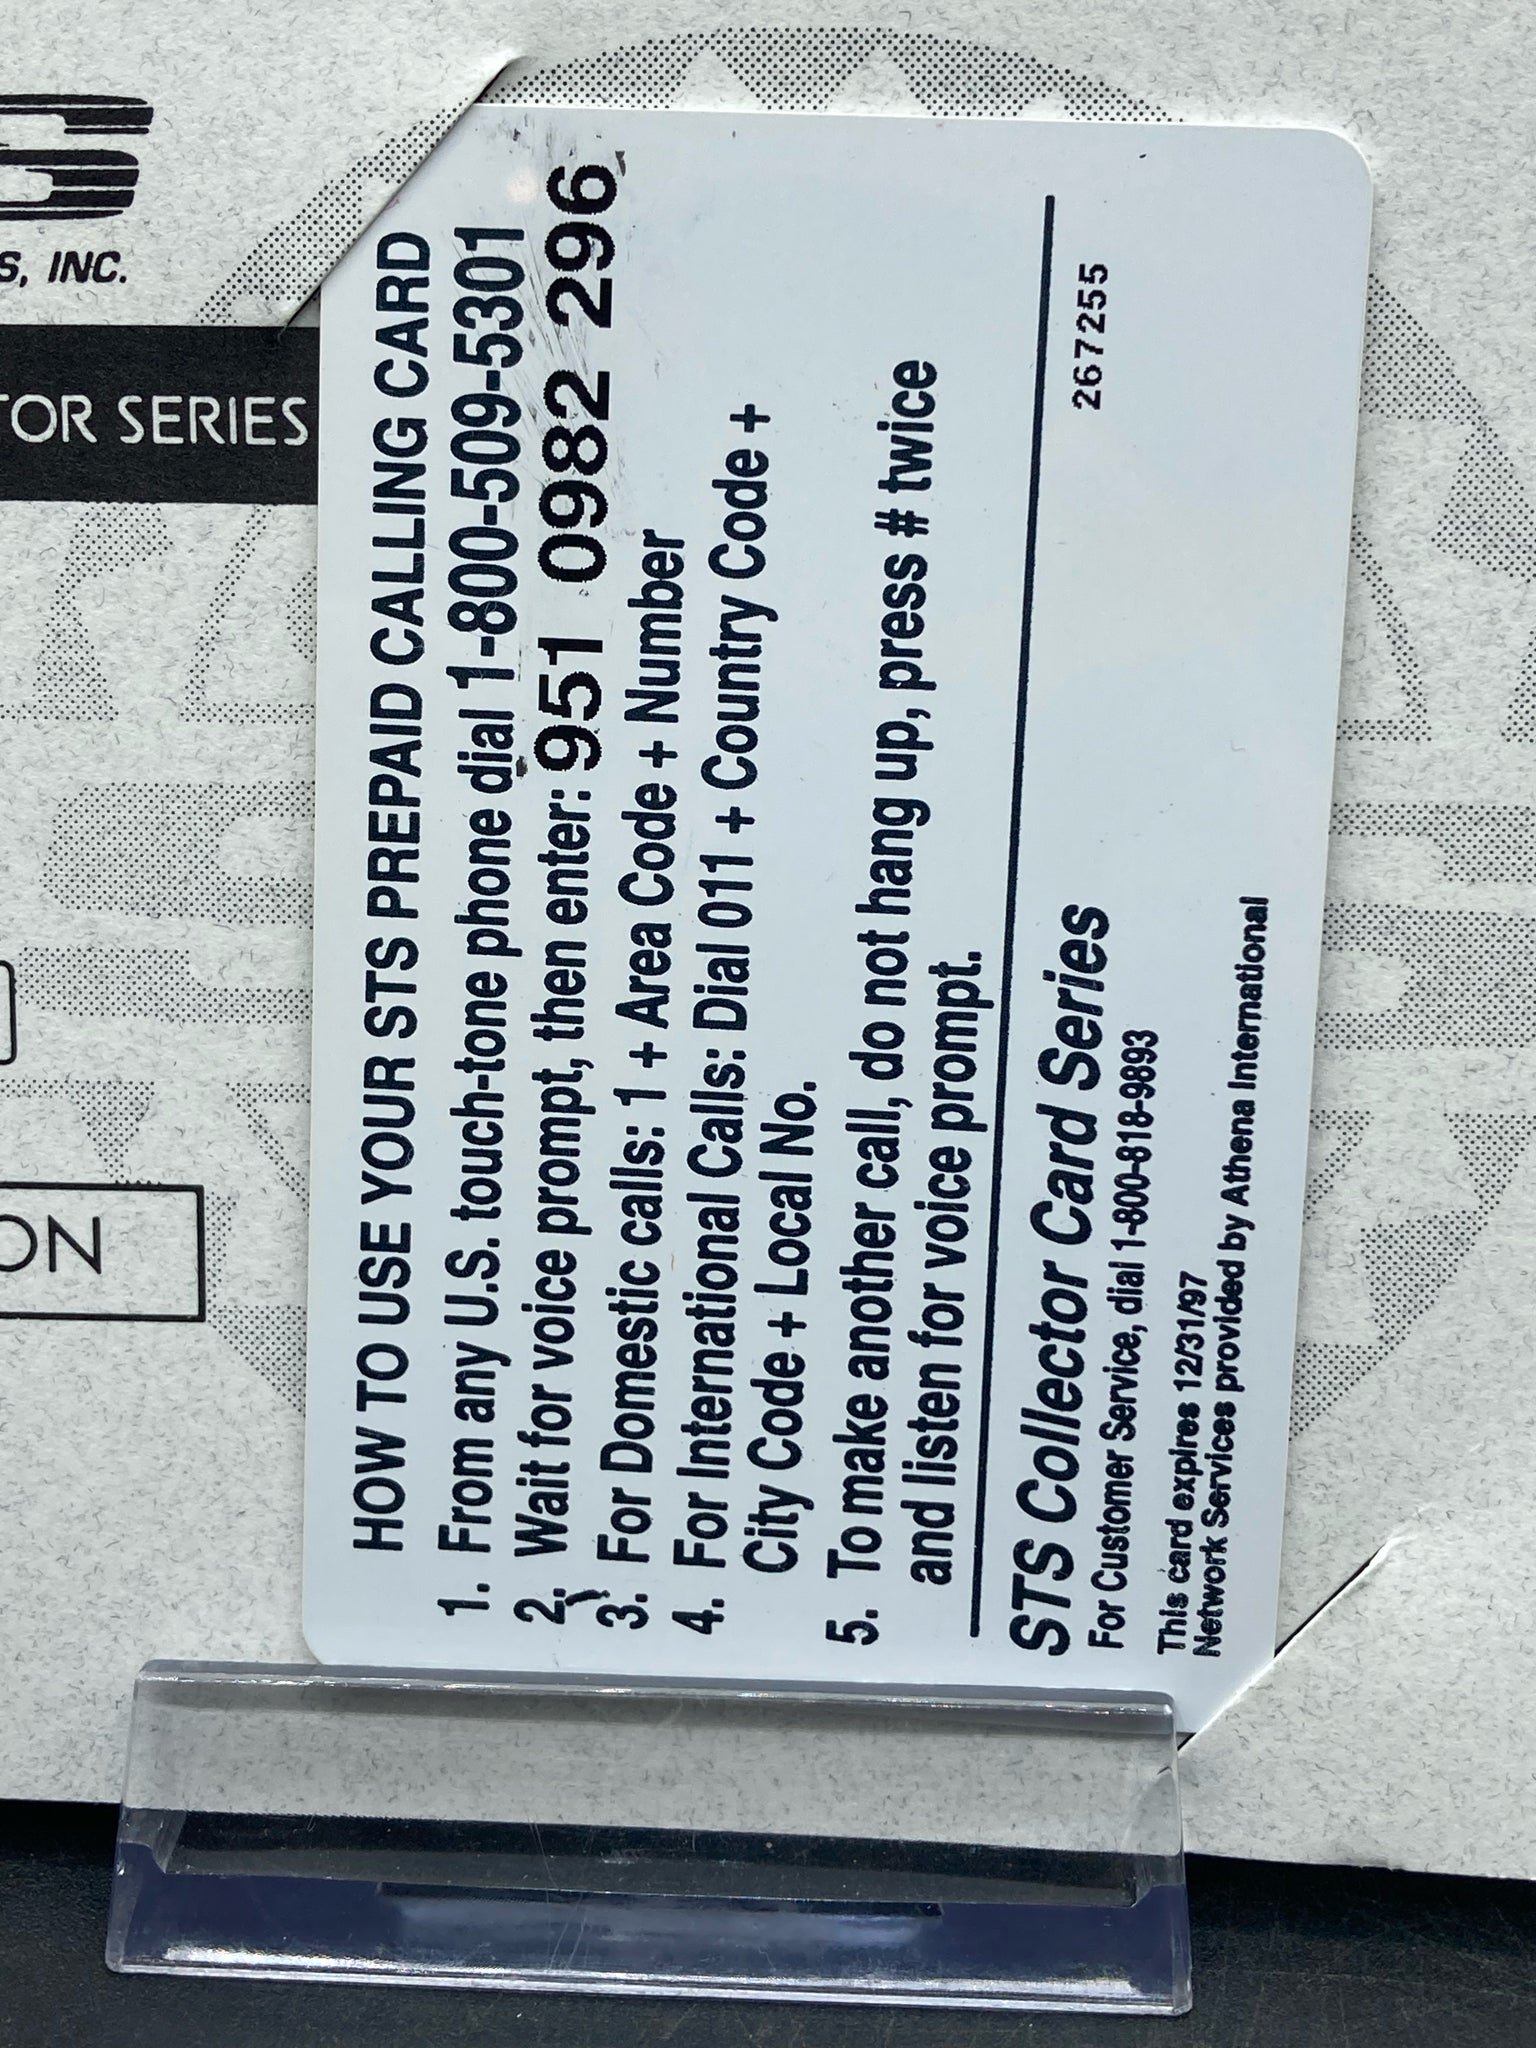 S, INC.
TOR SERIES
ON
HOW TO USE YOUR STS PREPAID CALLING CARD
1. From any U.S. touch-tone phone dial 1-800-509-5301
2. Wait for voice prompt, then enter: 951 0982 296
3. For Domestic calls: 1 + Area Code + Number
4. For International Calls: Dial 011 + Country Code +
City Code + Local No.
5. To make another call, do not hang up, press # twice
and listen for voice prompt.
STS Collector Card Series
267255
For Customer Service, dial 1-800-818-9893
This card expires 12/31/97
Network Services provided by Athena International